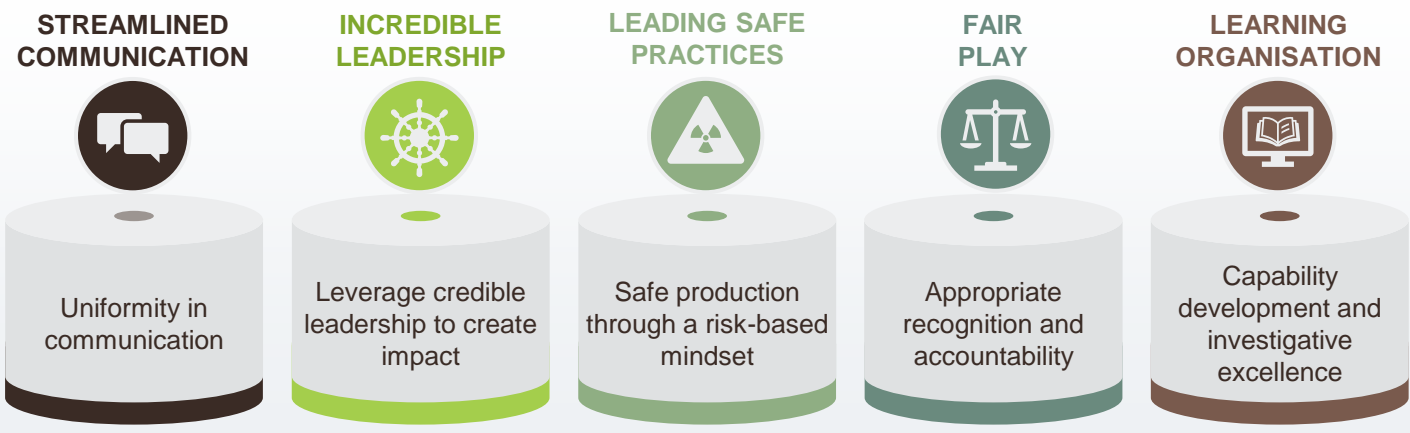 STREAMLINED
COMMUNICATION
INCREDIBLE
LEADERSHIP
LEADING SAFE
PRACTICES
FAIR
PLAY
LEARNING
ORGANISATION
Uniformity in
communication
Leverage credible
leadership to create
impact
Safe production
through a risk-based
mindset
Appropriate
recognition and
accountability
Capability
development and
investigative
excellence